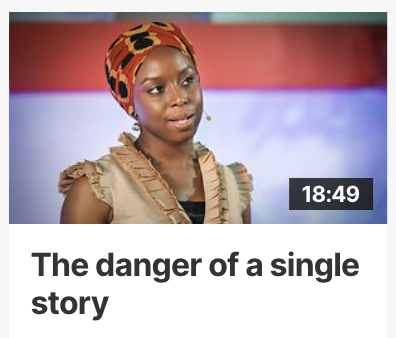 18:49
The danger of a single
story